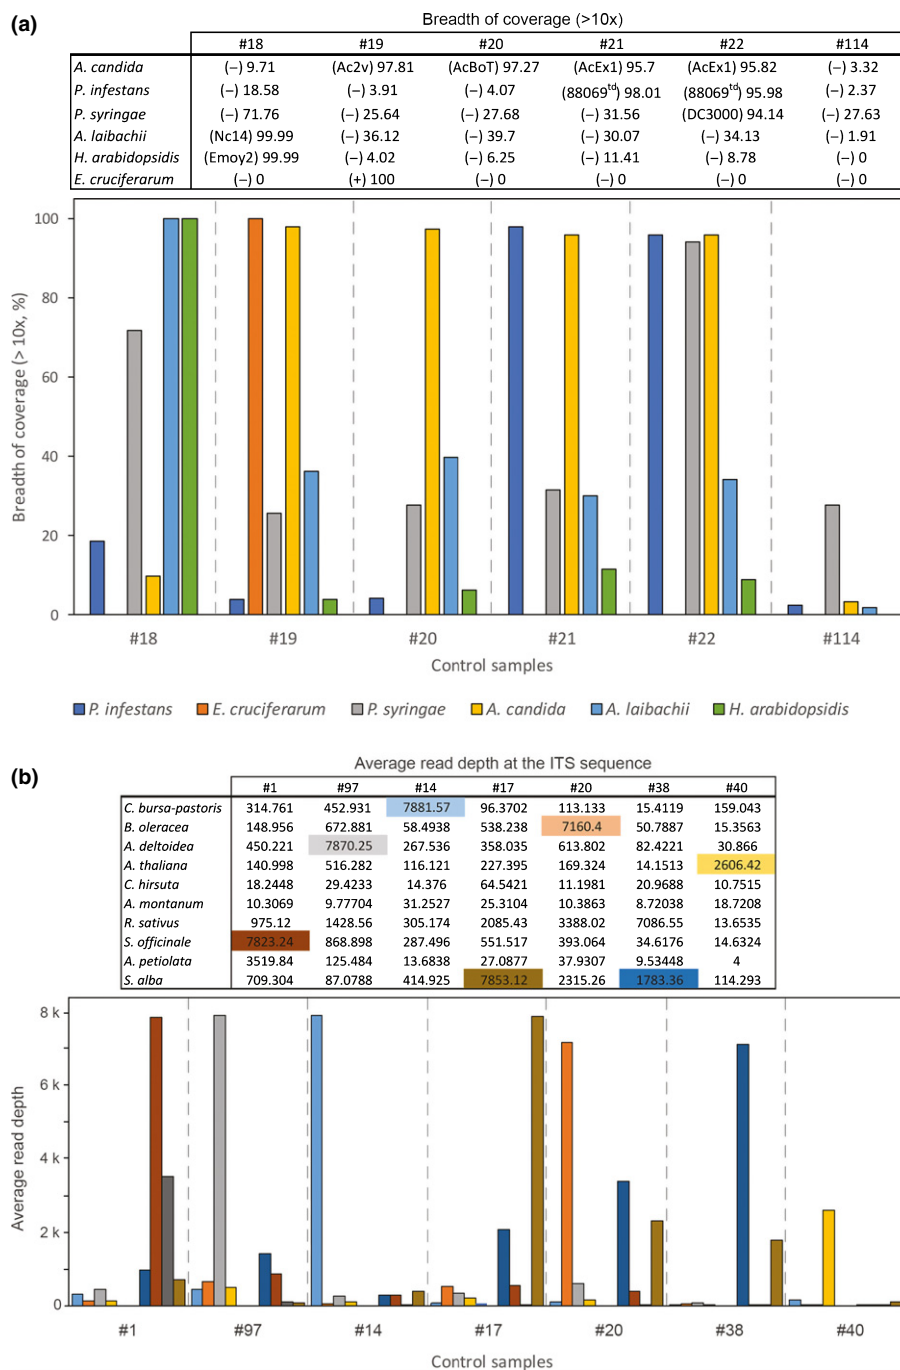 (a)
Breadth of coverage (>10x)
#18 #19 #20 #21 #22 #114
A. candida (–) 9.71 (Ac2v) 97.81 (AcBoT) 97.27 (AcEx1) 95.7 (AcEx1) 95.82 (–) 3.32
P. infestans (–) 18.58 (–) 3.91 (–) 4.07 (88069td) 98.01 (88069td) 95.98 (–) 2.37
P. syringae (–) 71.76 (–) 25.64 (–) 27.68 (–) 31.56 (DC3000) 94.14 (–) 27.63
A. laibachii (Nc14) 99.99 (–) 36.12 (–) 39.7 (–) 30.07 (–) 34.13 (–) 1.91
H. arabidopsidis (Emoy2) 99.99 (–) 4.02 (–) 6.25 (–) 11.41 (–) 8.78 (–) 0
E. cruciferarum (–) 0 (+) 100 (–) 0 (–) 0 (–) 0 (–) 0
Breadth of coverage (> 10x, %)
100
80
60
40
20
0
#18 #19 #20 #21 #22 #114
Control samples
P. infestans E. cruciferarum P. syringae A. candida A. laibachii H. arabidopsidis
(b)
Average read depth at the ITS sequence
#1 #97 #14 #17 #20 #38 #40
C. bursa-pastoris 314.761 452.931 7881.57 96.3702 113.133 15.4119 159.043
B. oleracea 148.956 672.881 58.4938 538.238 7160.4 50.7887 15.3563
A. deltoidea 450.221 7870.25 267.536 358.035 613.802 82.4221 30.866
A. thaliana 140.998 516.282 116.121 227.395 169.324 14.1513 2606.42
C. hirsuta 18.2448 29.4233 14.376 64.5421 11.1981 20.9688 10.7515
A. montanum 10.3069 9.77704 31.2527 25.3104 10.3863 8.72038 18.7208
R. sativus 975.12 1428.56 305.174 2085.43 3388.02 7086.55 13.6535
S. officinale 7823.24 868.898 287.496 551.517 393.064 34.6176 14.6324
A. petiolata 3519.84 125.484 13.6838 27.0877 37.9307 9.53448 4
S. alba 709.304 87.0788 414.925 7853.12 2315.26 1783.36 114.293
Average read depth
8 k
6 k
4 k
2 k
0
#1 #97 #14 #17 #20 #38 #40
Control samples